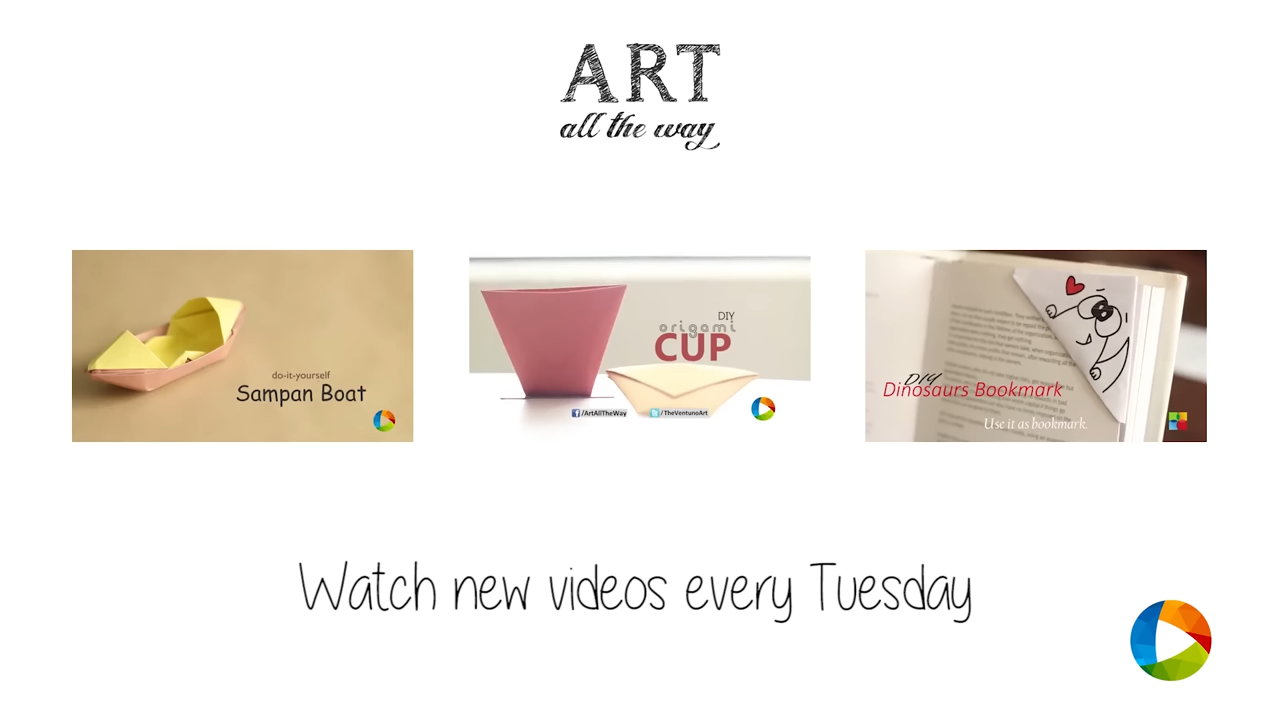 ART
all the way
do-it-yourself
Sampan Boat
DIY
origami
CUP
/ArtAllTheWay
/TheVentunoArt
DIY
Dinosaurs Bookmark
Use it as bookmark.
Watch new videos every Tuesday